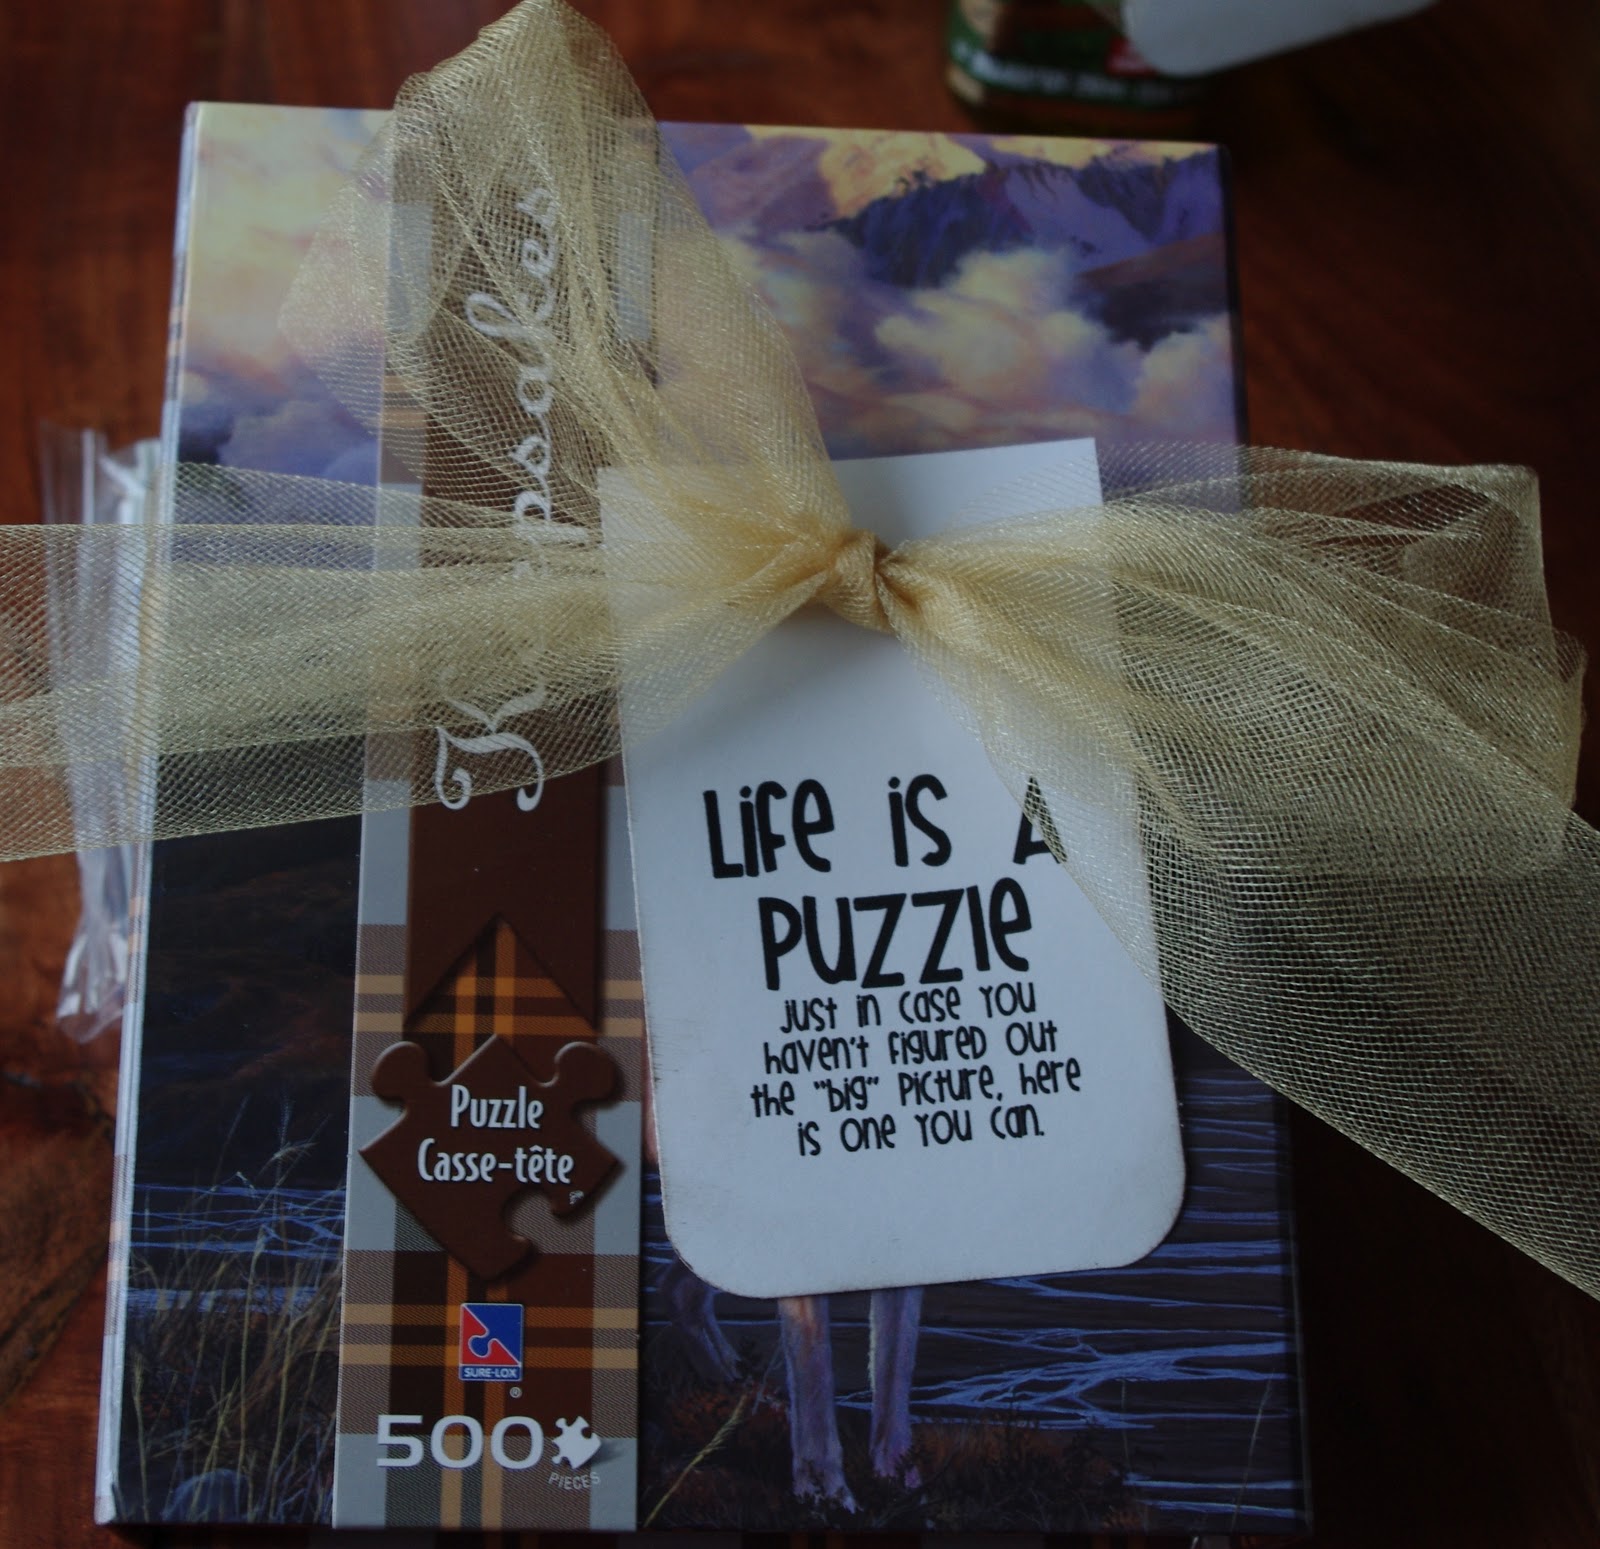 Life is A
Puzzle
just in case you
haven't figured out
the "big" picture, here
is one you can.
Puzzle
Casse-tête
SURE-LOX
®
500
PIECES